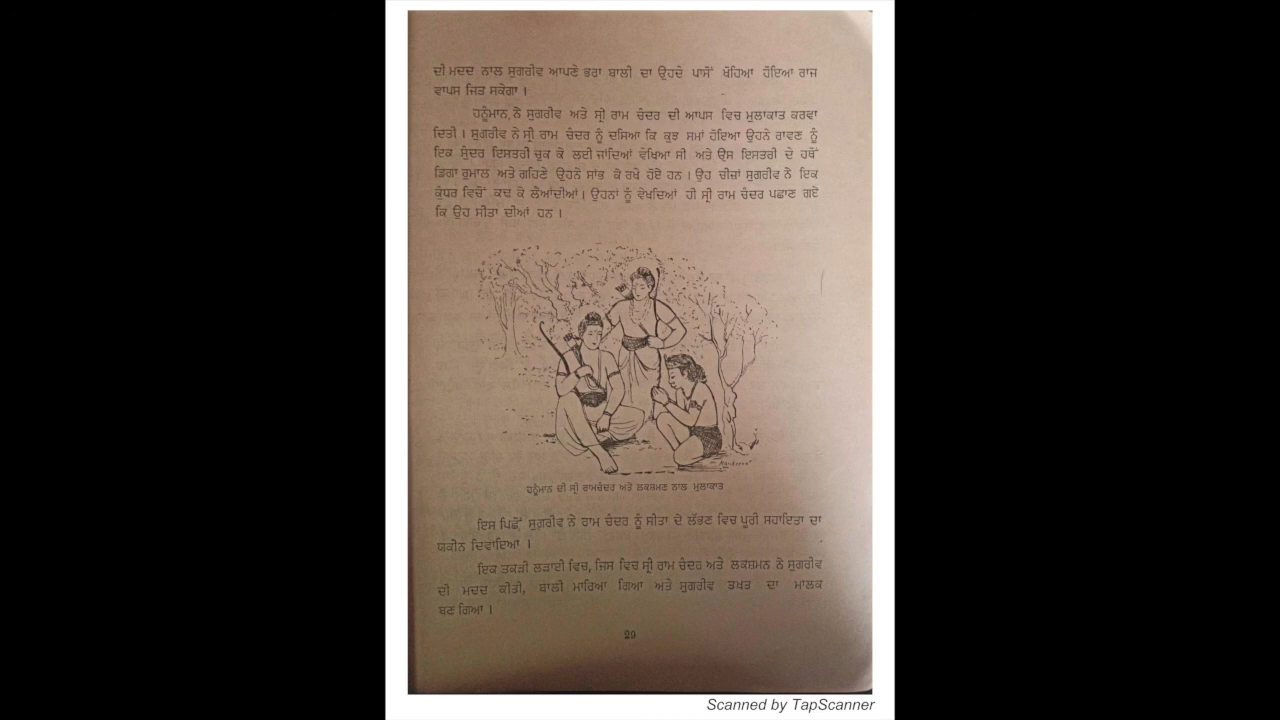 ਦੀ ਮਦਦ ਨਾਲ ਸੁਗਰੀਵ ਆਪਣੇ ਭਰਾ ਬਾਲੀ ਦਾ ਉਹਦੇ ਪਾਸੋਂ ਖੋਹਿਆ ਹੋਇਆ ਰਾਜ
ਵਾਪਸ ਜਿਤ ਸਕੇਗਾ ।
ਹਨੂੰਮਾਨ ਨੇ ਸੁਗਰੀਵ ਅਤੇ ਸ੍ਰੀ ਰਾਮ ਚੰਦਰ ਦੀ ਆਪਸ ਵਿਚ ਮੁਲਾਕਾਤ ਕਰਵਾ
ਦਿਤੀ । ਸੁਗਰੀਵ ਨੇ ਸ੍ਰੀ ਰਾਮ ਚੰਦਰ ਨੂੰ ਦਸਿਆ ਕਿ ਕੁਝ ਸਮਾਂ ਹੋਇਆ ਉਹਨੇ ਰਾਵਣ ਨੂੰ
ਇਕ ਸੁੰਦਰ ਇਸਤਰੀ ਚੁਕ ਕੇ ਲਈ ਜਾਂਦਿਆਂ ਵੇਖਿਆ ਸੀ ਅਤੇ ਉਸ ਇਸਤਰੀ ਦੇ ਹਥੋਂ
ਡਿਗਾ ਰੁਮਾਲ ਅਤੇ ਗਹਿਣੇ ਉਹਨੇ ਸਾਂਭ ਕੇ ਰਖੇ ਹੋਏ ਹਨ । ਉਹ ਚੀਜ਼ਾਂ ਸੁਗਰੀਵ ਨੇ ਇਕ
ਕੁੰਧਰ ਵਿਚੋਂ ਕਢ ਕੇ ਲੈਆਂਦੀਆਂ । ਉਹਨਾਂ ਨੂੰ ਵੇਖਦਿਆਂ ਹੀ ਸ੍ਰੀ ਰਾਮ ਚੰਦਰ ਪਛਾਣ ਗਏ
ਕਿ ਉਹ ਸੀਤਾ ਦੀਆਂ ਹਨ ।
ਹਨੂੰਮਾਨ ਦੀ ਸ੍ਰੀ ਰਾਮਚੰਦਰ ਅਤੇ ਲਕਸ਼ਮਣ ਨਾਲ ਮੁਲਾਕਾਤ
ਇਸ ਪਿਛੋਂ ਸੁਗਰੀਵ ਨੇ ਰਾਮ ਚੰਦਰ ਨੂੰ ਸੀਤਾ ਦੇ ਲੱਭਣ ਵਿਚ ਪੂਰੀ ਸਹਾਇਤਾ ਦਾ
ਯਕੀਨ ਦਿਵਾਇਆ ।
ਇਕ ਤਕੜੀ ਲੜਾਈ ਵਿਚ, ਜਿਸ ਵਿਚ ਸ੍ਰੀ ਰਾਮ ਚੰਦਰ ਅਤੇ ਲਕਸ਼ਮਨ ਨੇ ਸੁਗਰੀਵ
ਦੀ ਮਦਦ ਕੀਤੀ, ਬਾਲੀ ਮਾਰਿਆ ਗਿਆ ਅਤੇ ਸੁਗਰੀਵ ਤਖ਼ਤ ਦਾ ਮਾਲਕ
ਬਣ ਗਿਆ ।
29
Scanned by TapScanner